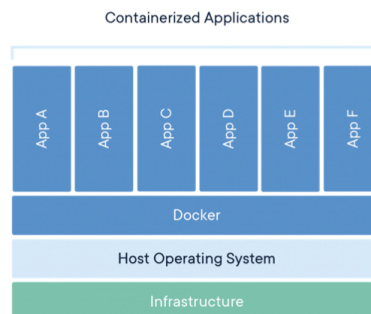 Containerized Applications
App A
App B
App C
App D
App E
App F
Docker
Host Operating System
Infrastructure